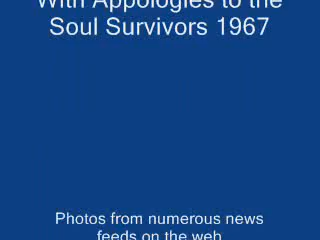 With Appologies to the
Soul Survivors 1967
Photos from numerous news
feeds on the web